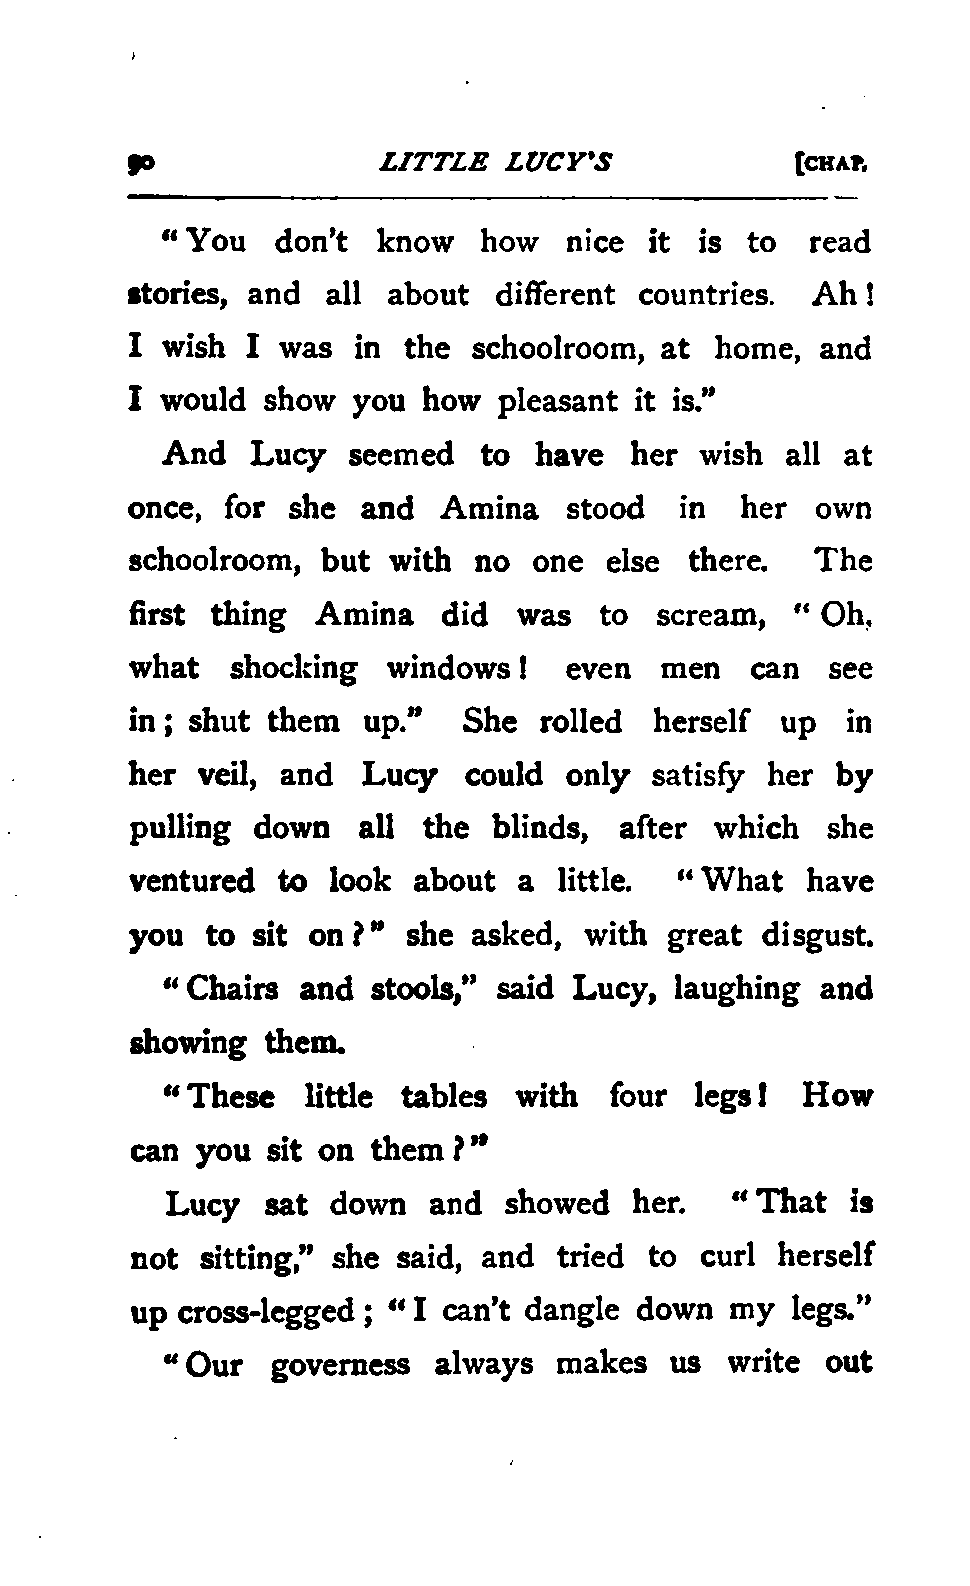 90 LITTLE LUCY'S [CHAP.
"You don't know how nice it is to read
stories, and all about different countries. Ah!
I wish I was in the schoolroom, at home, and
I would show you how pleasant it is."
And Lucy seemed to have her wish all at
once, for she and Amina stood in her own
schoolroom, but with no one else there. The
first thing Amina did was to scream, "Oh,
what shocking windows! even men can see
in; shut them up." She rolled herself up in
her veil, and Lucy could only satisfy her by
pulling down all the blinds, after which she
ventured to look about a little. "What have
you to sit on?" she asked, with great disgust.
"Chairs and stools," said Lucy, laughing and
showing them.
"These little tables with four legs! How
can you sit on them?"
Lucy sat down and showed her. "That is
not sitting," she said, and tried to curl herself
up cross-legged; "I can't dangle down my legs."
"Our governess always makes us write out